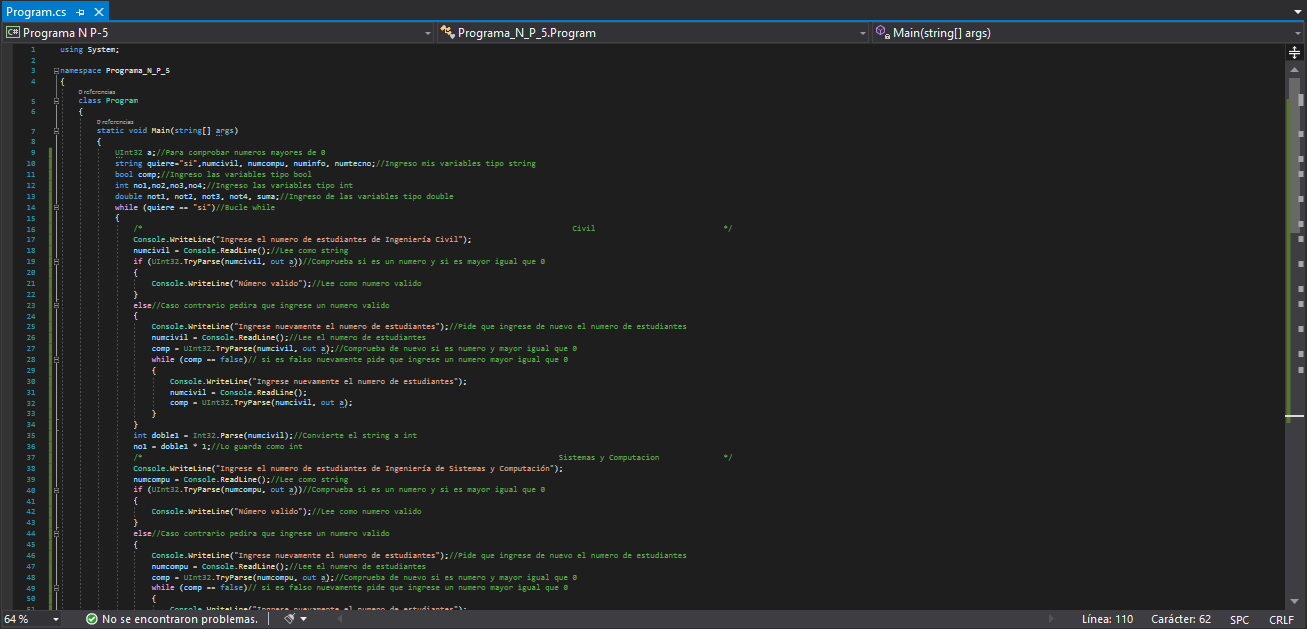 Program.cs
C# Programa N P-5 Programa_N_P_5.Program Main(string[] args)
1 using System;
2
3 namespace Programa_N_P_5
4 {
0 referencias
5 class Program
6 {
0 referencias
7 static void Main(string[] args)
8 {
9 UInt32 a;//Para comprobar numeros mayores de 0
10 string quiere="si",numcivil, numcompu, numinfo, numtecno;//Ingreso mis variables tipo string
11 bool comp;//Ingreso las variables tipo bool
12 int no1,no2,no3,no4;//Ingreso las variables tipo int
13 double not1, not2, not3, not4, suma;//Ingreso de las variables tipo double
14 while (quiere == "si")//Bucle while
15 {
16 /* Civil */
17 Console.WriteLine("Ingrese el numero de estudiantes de Ingeniería Civil");
18 numcivil = Console.ReadLine();//Lee como string
19 if (UInt32.TryParse(numcivil, out a))//Comprueba si es un numero y si es mayor igual que 0
20 {
21 Console.WriteLine("Número valido");//Lee como numero valido
22 }
23 else//Caso contrario pedira que ingrese un numero valido
24 {
25 Console.WriteLine("Ingrese nuevamente el numero de estudiantes");//Pide que ingrese de nuevo el numero de estudiantes
26 numcivil = Console.ReadLine();//Lee el numero de estudiantes
27 comp = UInt32.TryParse(numcivil, out a);//Comprueba de nuevo si es numero y mayor igual que 0
28 while (comp == false)// si es falso nuevamente pide que ingrese un numero mayor igual que 0
29 {
30 Console.WriteLine("Ingrese nuevamente el numero de estudiantes");
31 numcivil = Console.ReadLine();
32 comp = UInt32.TryParse(numcivil, out a);
33 }
34 }
35 int doble1 = Int32.Parse(numcivil);//Convierte el string a int
36 no1 = doble1 * 1;//Lo guarda como int
37 /* Sistemas y Computacion */
38 Console.WriteLine("Ingrese el numero de estudiantes de Ingeniería de Sistemas y Computación");
39 numcompu = Console.ReadLine();//Lee como string
40 if (UInt32.TryParse(numcompu, out a))//Comprueba si es un numero y si es mayor igual que 0
41 {
42 Console.WriteLine("Número valido");//Lee como numero valido
43 }
44 else//Caso contrario pedira que ingrese un numero valido
45 {
46 Console.WriteLine("Ingrese nuevamente el numero de estudiantes");//Pide que ingrese de nuevo el numero de estudiantes
47 numcompu = Console.ReadLine();//Lee el numero de estudiantes
48 comp = UInt32.TryParse(numcompu, out a);//Comprueba de nuevo si es numero y mayor igual que 0
49 while (comp == false)// si es falso nuevamente pide que ingrese un numero mayor igual que 0
50 {
51 Console.WriteLine("Ingrese nuevamente el numero de estudiantes");
64 % No se encontraron problemas. Línea: 110 Carácter: 62 SPC CRLF